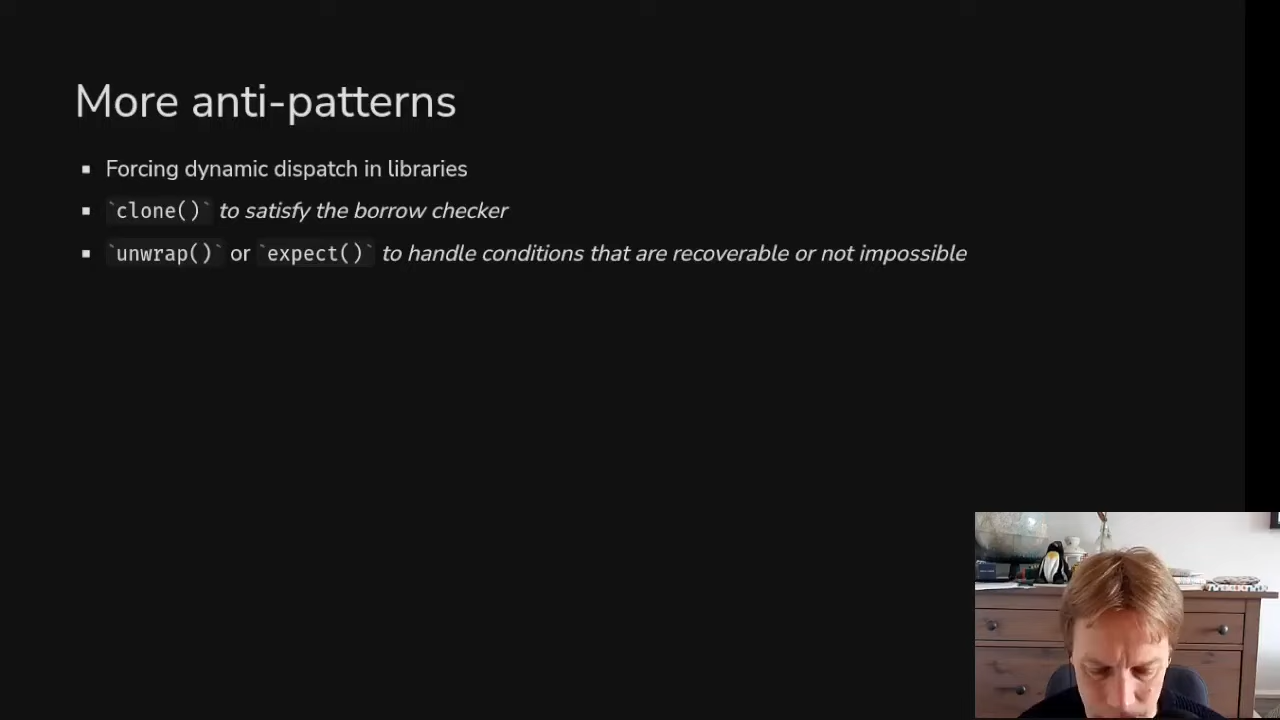 More anti-patterns
▪ Forcing dynamic dispatch in libraries
▪ `clone()` to satisfy the borrow checker
▪ `unwrap()` or `expect()` to handle conditions that are recoverable or not impossible